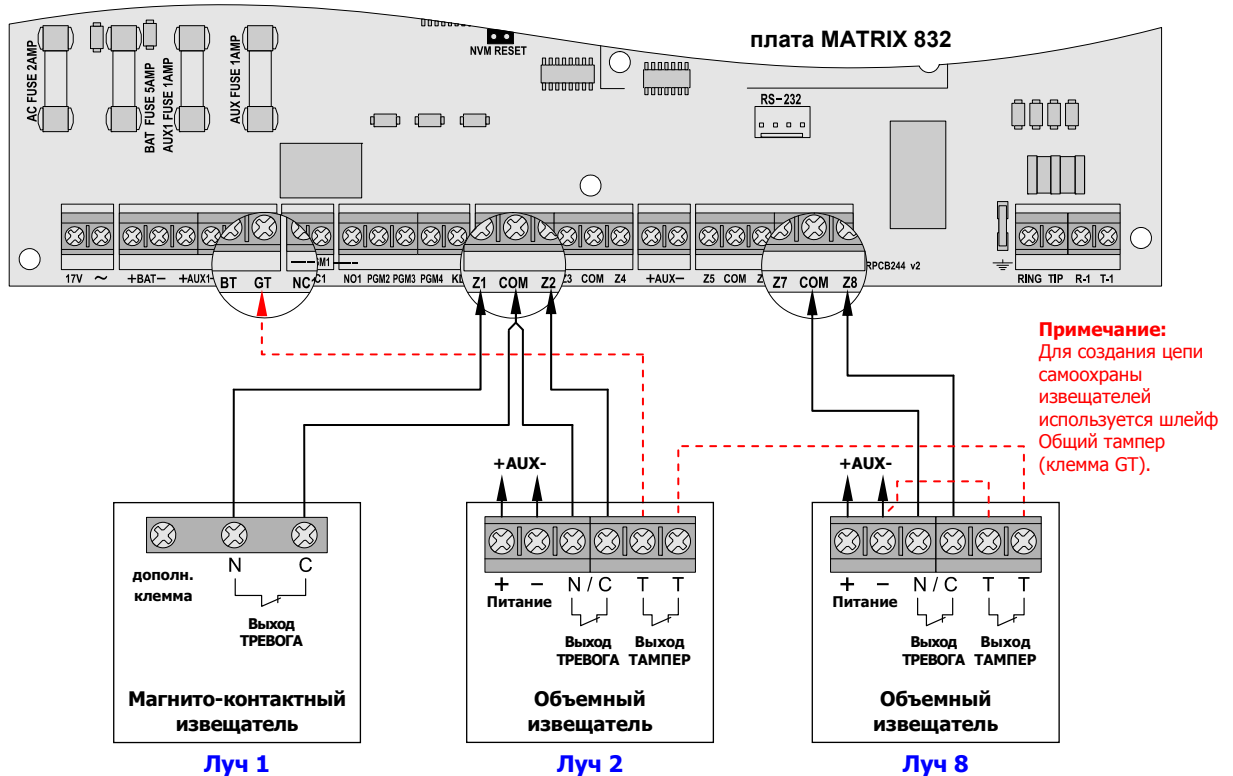 плата MATRIX 832
AC FUSE 2AMP
BAT FUSE 5AMP
AUX1 FUSE 1AMP
AUX FUSE 1AMP
NVM RESET
RS-232
17V ~ +BAT− +AUX1- BT GT NC C1 NO1 PGM2 PGM3 PGM4 Z1 COM Z2 Z3 COM Z4 +AUX− Z5 COM Z7 COM Z8 RPCB244 v2 RING TIP R-1 T-1
Примечание:
Для создания цепи
самоохраны
извещателей
используется шлейф
Общий тампер
(клемма GT).
+AUX-
+AUX-
дополн.
клемма
N C
Выход
ТРЕВОГА
Магнито-контактный
извещатель
Луч 1
+ − N / C T T
Питание
Выход
ТРЕВОГА
Выход
ТАМПЕР
Объемный
извещатель
Луч 2
+ − N / C T T
Питание
Выход
ТРЕВОГА
Выход
ТАМПЕР
Объемный
извещатель
Луч 8